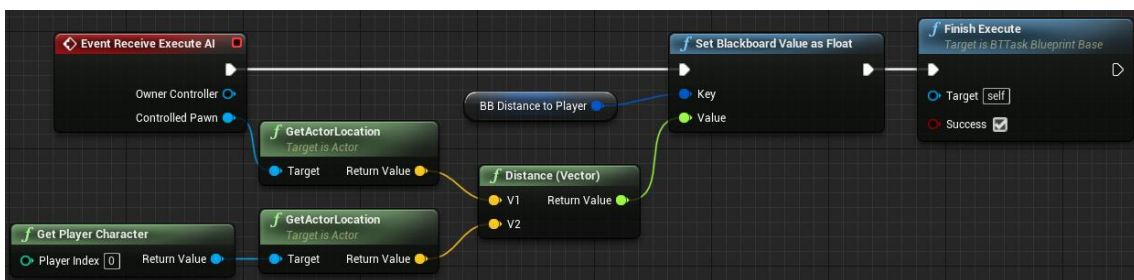 Event Receive Execute AI
Owner Controller
Controlled Pawn
f GetActorLocation
Target is Actor
Target Return Value
f Get Player Character
Player Index 0 Return Value
f GetActorLocation
Target is Actor
Target Return Value
BB Distance to Player
f Distance (Vector)
V1 Return Value
V2
f Set Blackboard Value as Float
Key
Value
f Finish Execute
Target is BTTask Blueprint Base
Target self
Success